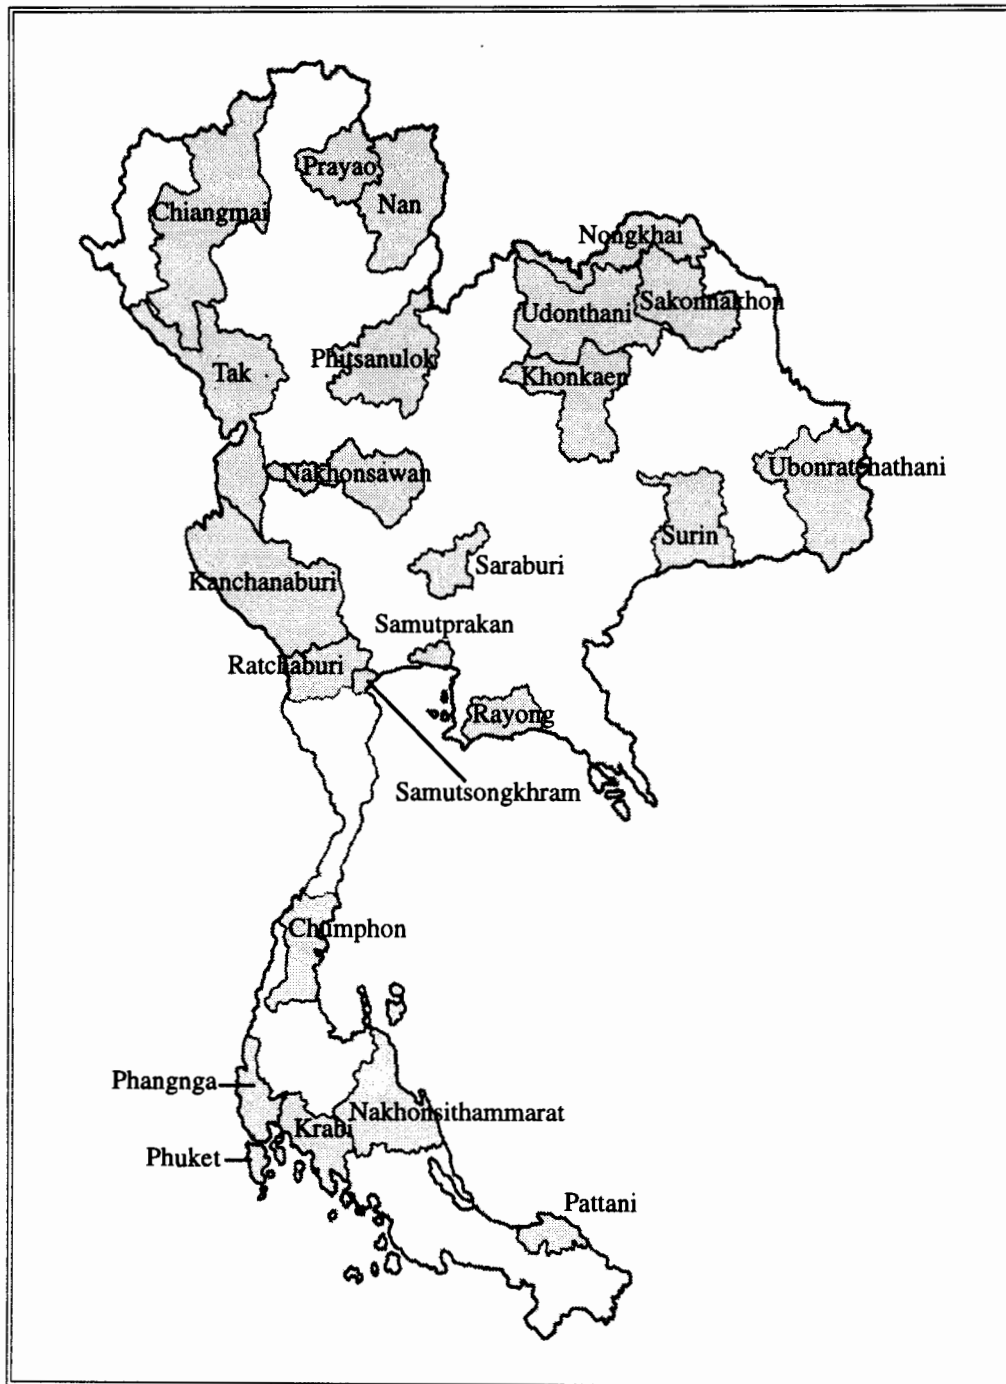 Prayao
Nan
Chiangmai
Nongkhai
Sakonnakhon
Udonthani
Phitsanulok
Tak
Khonkaen
Nakhonsawan
Ubonratchathani
Surin
Saraburi
Kanchanaburi
Samutprakan
Ratchaburi
Rayong
Samutsongkhram
Chumphon
Phangnga
Nakhonsithammarat
Krabi
Phuket
Pattani